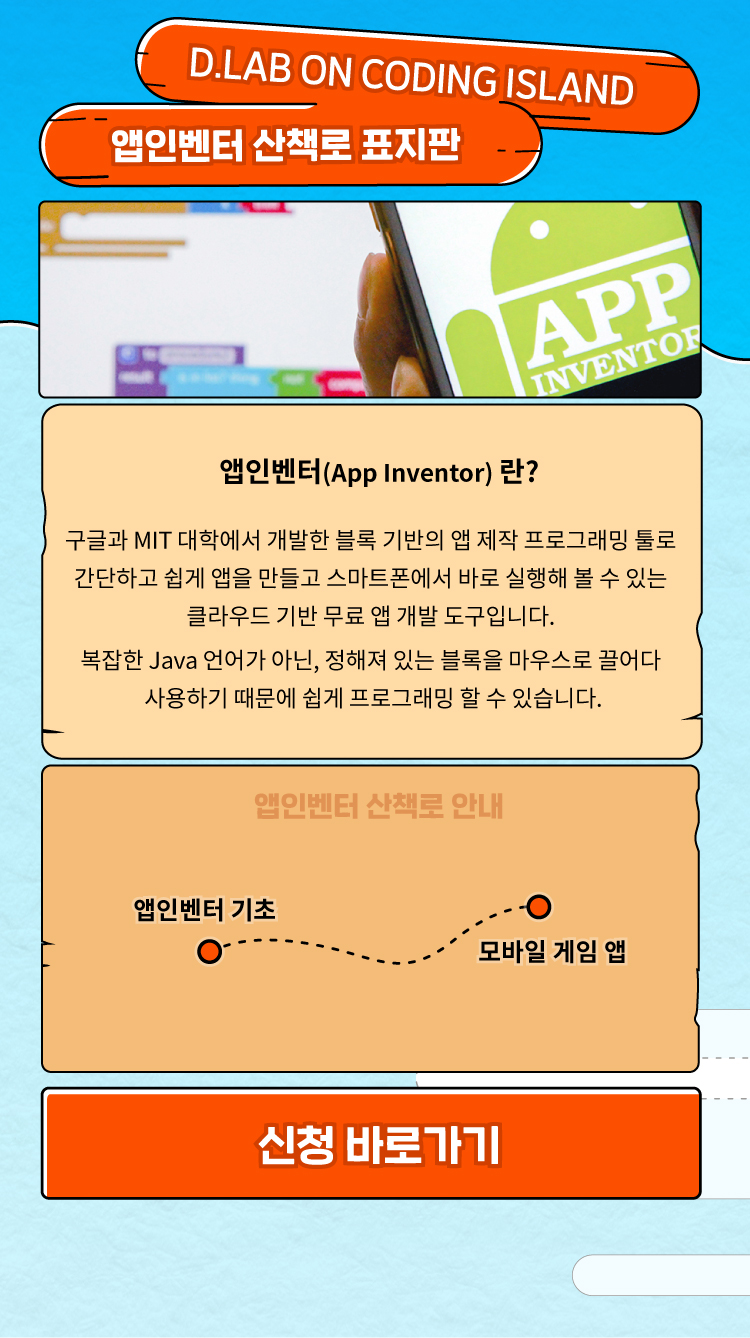 D.LAB ON CODING ISLAND
앱인벤터 산책로 표지판
APP
INVENTOR
to
result
not
앱인벤터(App Inventor) 란?
구글과 MIT 대학에서 개발한 블록 기반의 앱 제작 프로그래밍 툴로
간단하고 쉽게 앱을 만들고 스마트폰에서 바로 실행해 볼 수 있는
클라우드 기반 무료 앱 개발 도구입니다.
복잡한 Java 언어가 아닌, 정해져 있는 블록을 마우스로 끌어다
사용하기 때문에 쉽게 프로그래밍 할 수 있습니다.
앱인벤터 산책로 안내
앱인벤터 기초
모바일 게임 앱
신청 바로가기